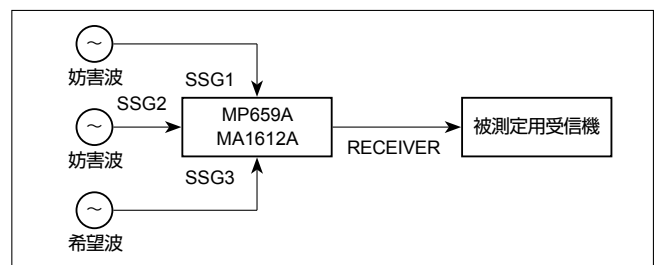 ～
妨害波
SSG1
～
妨害波
SSG2
MP659A
MA1612A
RECEIVER
被測定用受信機
SSG3
～
希望波